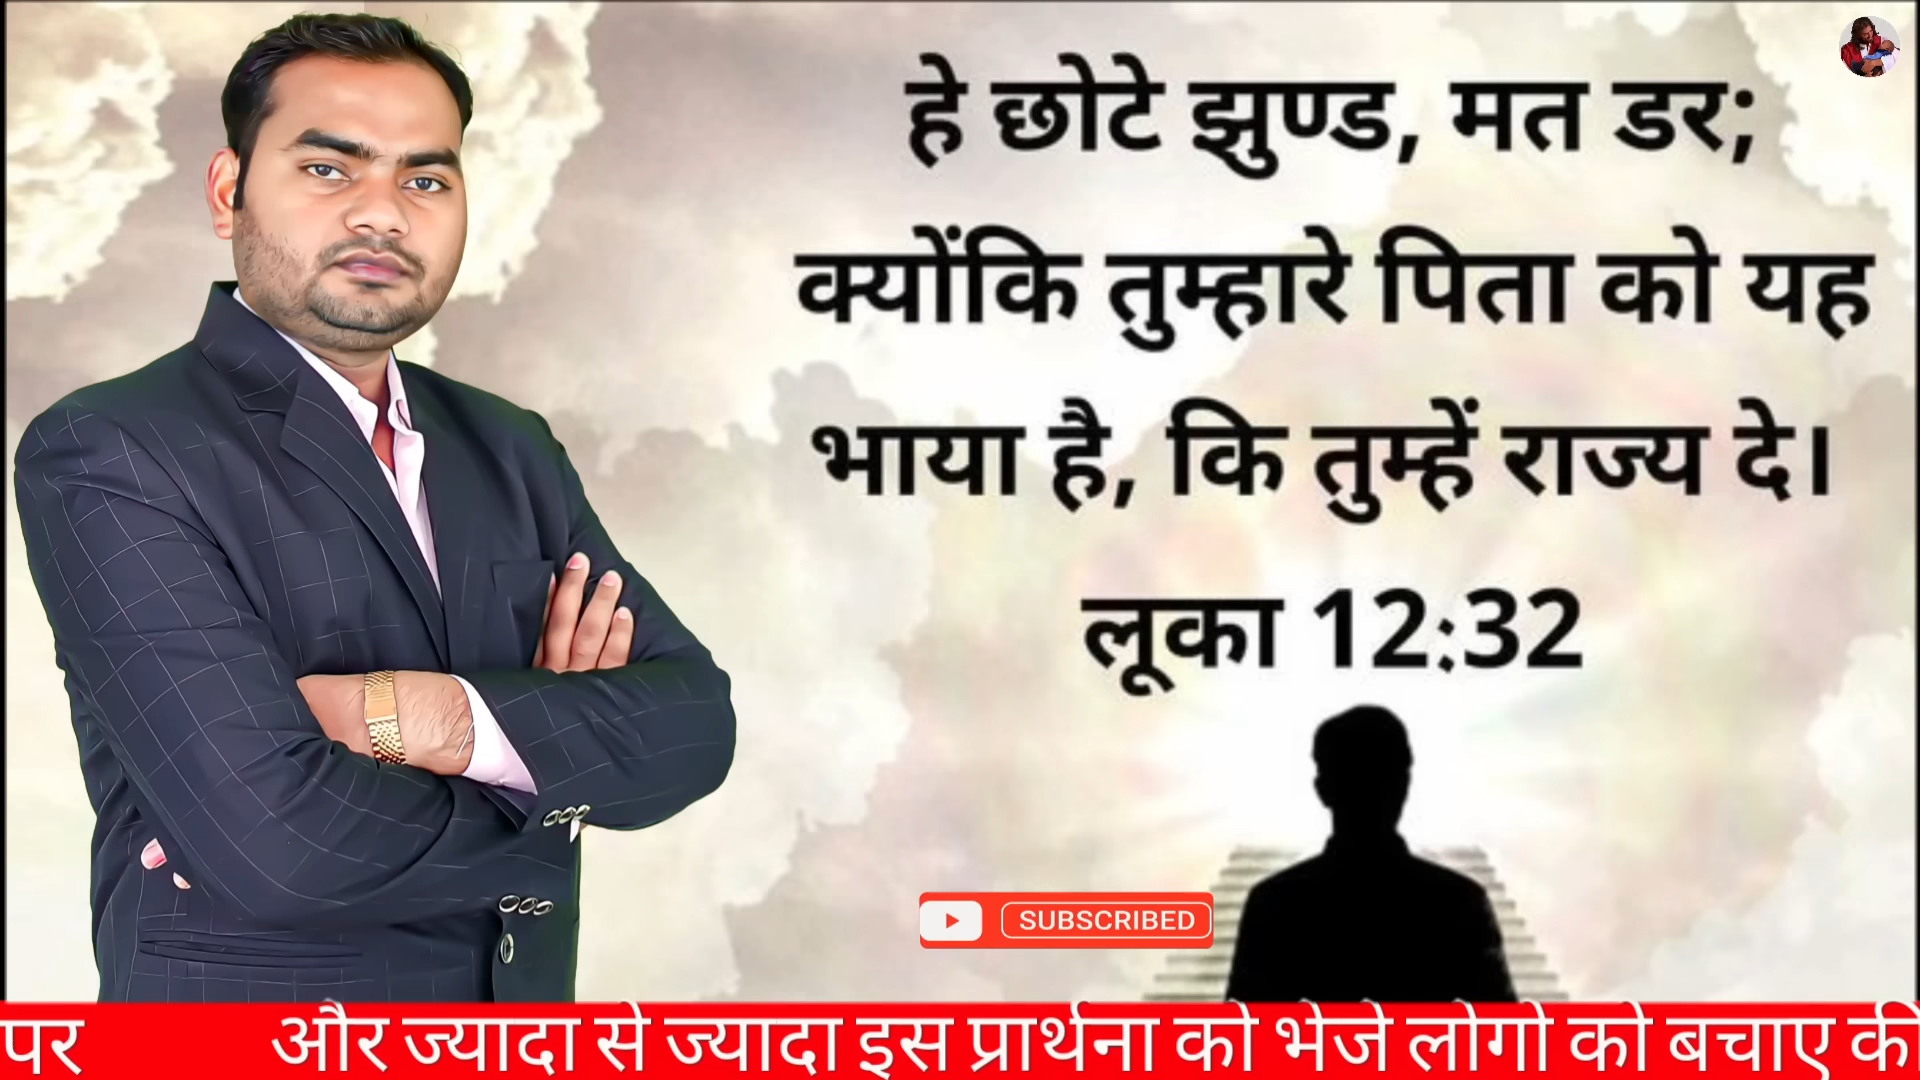 हे छोटे झुण्ड, मत डर;
क्योंकि तुम्हारे पिता को यह
भाया है, कि तुम्हें राज्य दे।
लूका 12:32
SUBSCRIBED
पर और ज्यादा से ज्यादा इस प्रार्थना को भेजे लोगो को बचाए की